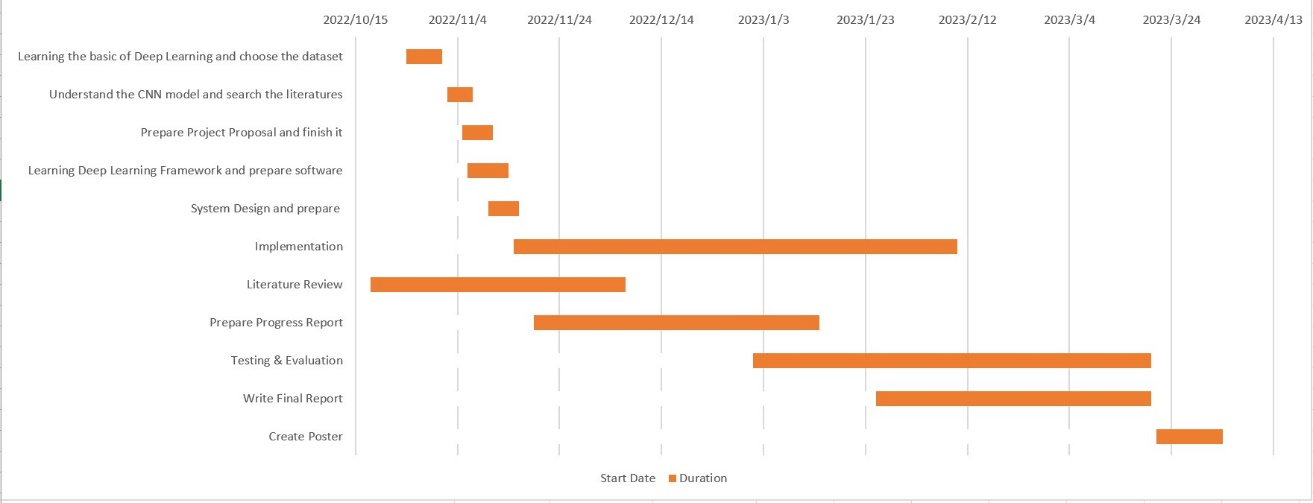 2022/10/15 2022/11/4 2022/11/24 2022/12/14 2023/1/3 2023/1/23 2023/2/12 2023/3/4 2023/3/24 2023/4/13
Learning the basic of Deep Learning and choose the dataset
Understand the CNN model and search the literatures
Prepare Project Proposal and finish it
Learning Deep Learning Framework and prepare software
System Design and prepare
Implementation
Literature Review
Prepare Progress Report
Testing & Evaluation
Write Final Report
Create Poster
Start Date Duration